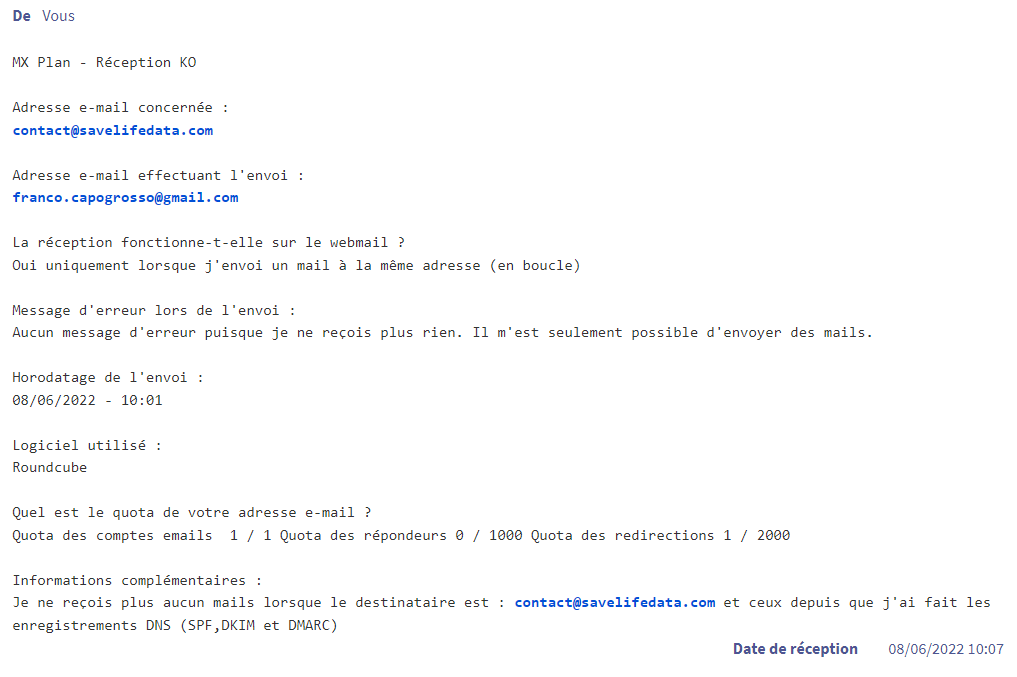 De Vous
MX Plan - Réception KO
Adresse e-mail concernée :
contact@savelifedata.com
Adresse e-mail effectuant l'envoi :
franco.capogrosso@gmail.com
La réception fonctionne-t-elle sur le webmail ?
Oui uniquement lorsque j'envoi un mail à la même adresse (en boucle)
Message d'erreur lors de l'envoi :
Aucun message d'erreur puisque je ne reçois plus rien. Il m'est seulement possible d'envoyer des mails.
Horodatage de l'envoi :
08/06/2022 - 10:01
Logiciel utilisé :
Roundcube
Quel est le quota de votre adresse e-mail ?
Quota des comptes emails  1 / 1 Quota des répondeurs 0 / 1000 Quota des redirections 1 / 2000
Informations complémentaires :
Je ne reçois plus aucun mails lorsque le destinataire est : contact@savelifedata.com et ceux depuis que j'ai fait les
enregistrements DNS (SPF,DKIM et DMARC)
Date de réception 08/06/2022 10:07